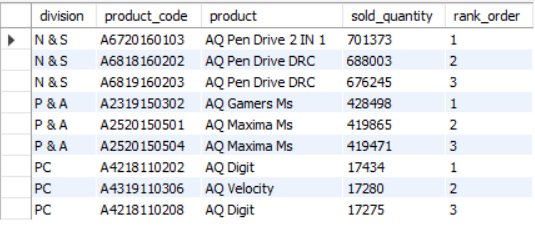 division product_code product sold_quantity rank_order
N & S A6720160103 AQ Pen Drive 2 IN 1 701373 1
N & S A6818160202 AQ Pen Drive DRC 688003 2
N & S A6819160203 AQ Pen Drive DRC 676245 3
P & A A2319150302 AQ Gamers Ms 428498 1
P & A A2520150501 AQ Maxima Ms 419865 2
P & A A2520150504 AQ Maxima Ms 419471 3
PC A4218110202 AQ Digit 17434 1
PC A4319110306 AQ Velocity 17280 2
PC A4218110208 AQ Digit 17275 3